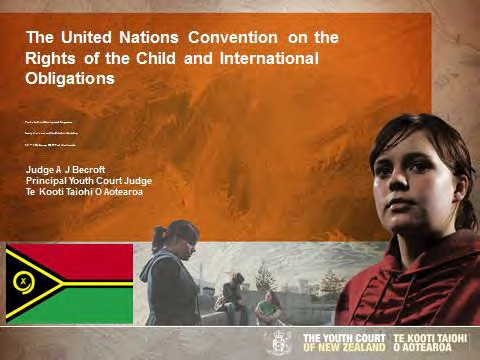 The United Nations Convention on the
Rights of the Child and International
Obligations
Judge A J Becroft
Principal Youth Court Judge
Te Kooti Taiohi O Aotearoa
THE YOUTH COURT
OF NEW ZEALAND
TE KOOTI TAIOHI
O AOTEAROA